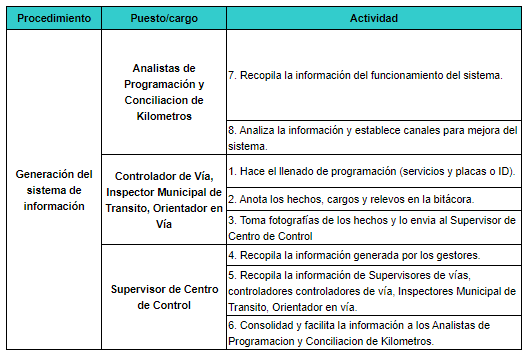 Procedimiento
Puesto/cargo
Actividad
Generación del
sistema de
información
Analistas de
Programación y
Conciliacion de
Kilometros
7. Recopila la información del funcionamiento del sistema.
8. Analiza la información y establece canales para mejora del
sistema.
Controlador de Vía,
Inspector Municipal de
Transito, Orientador en
Vía
1. Hace el llenado de programación (servicios y placas o ID).
2. Anota los hechos, cargos y relevos en la bitácora.
3. Toma fotografías de los hechos y lo envia al Supervisor de
Centro de Control
Supervisor de Centro
de Control
4. Recopila la información generada por los gestores.
5. Recopila la información de Supervisores de vías,
controladores controladores de vía, Inspectores Municipal de
Transito, Orientador en vía.
6. Consolidad y facilita la información a los Analistas de
Programacion y Conciliacion de Kilometros.